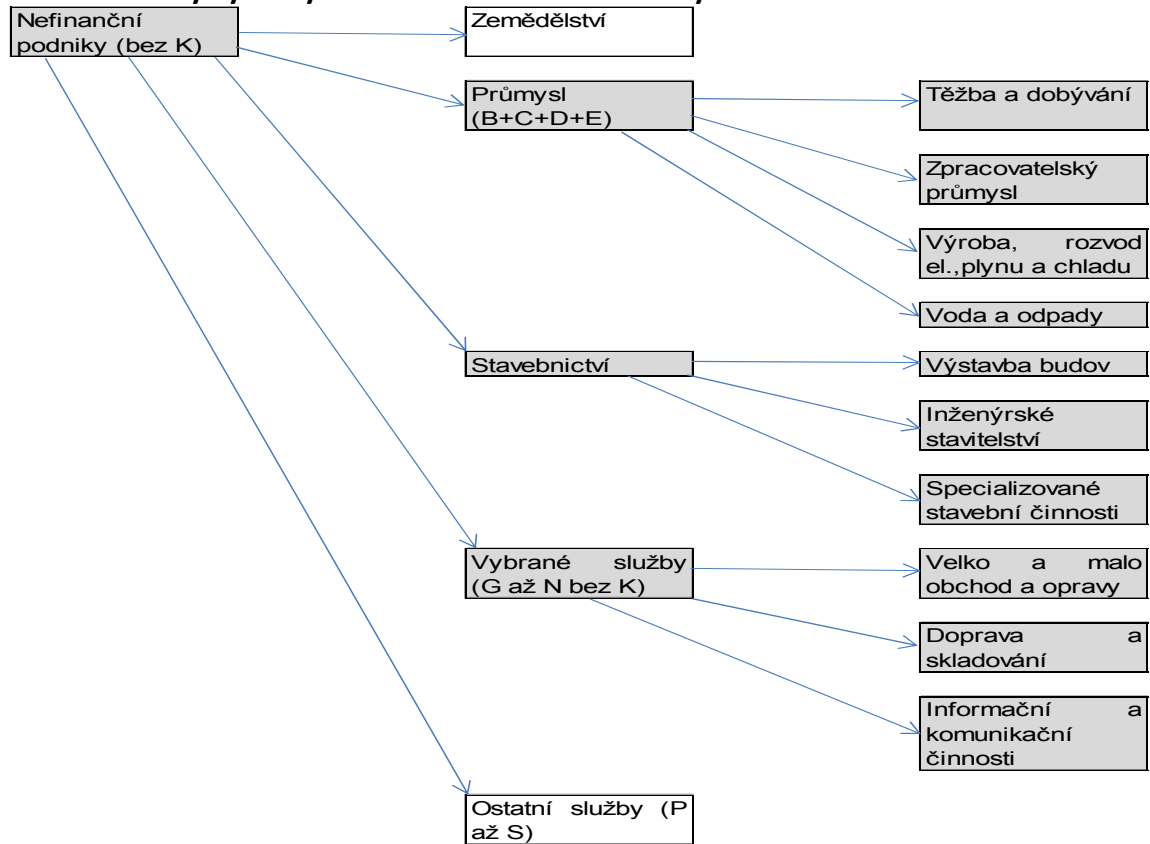 Nefinanční
podniky (bez K)
Zemědělství
Průmysl
(B+C+D+E)
Těžba a dobývání
Zpracovatelský
průmysl
Výroba, rozvod
el.,plynu a chladu
Voda a odpady
Stavebnictví
Výstavba budov
Inženýrské
stavitelství
Specializované
stavební činnosti
Vybrané služby
(G až N bez K)
Velko a malo
obchod a opravy
Doprava a
skladování
Informační a
komunikační
činnosti
Ostatní služby (P
až S)